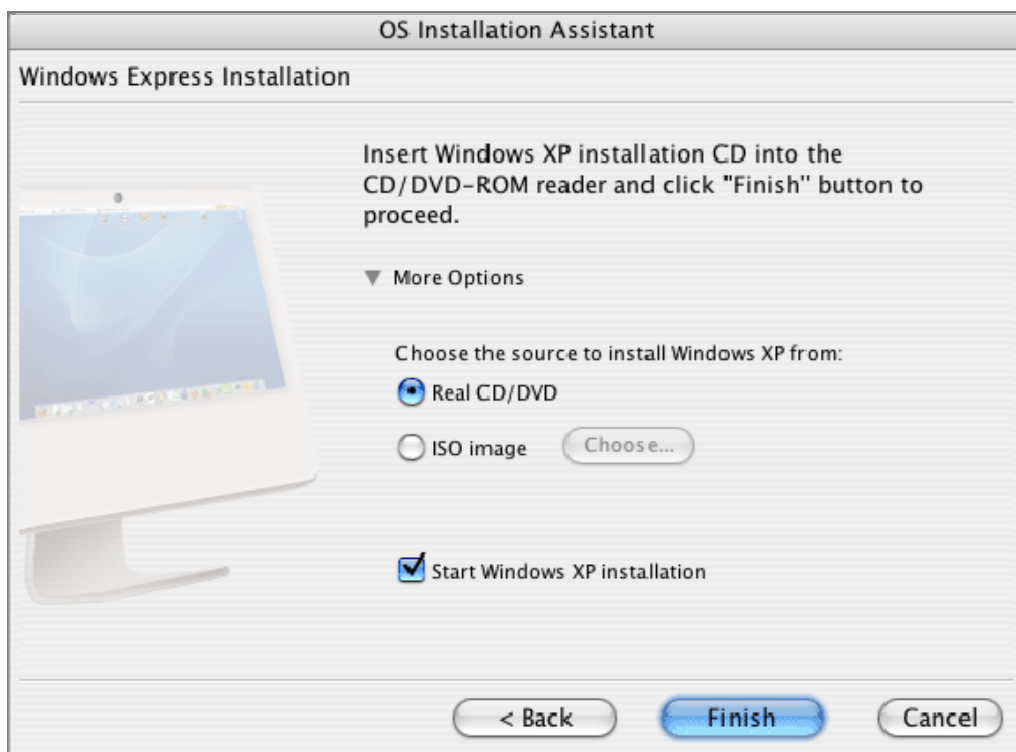 OS Installation Assistant
Windows Express Installation
Insert Windows XP installation CD into the
CD/DVD-ROM reader and click "Finish" button to
proceed.
More Options
Choose the source to install Windows XP from:
Real CD/DVD
ISO image Choose...
Start Windows XP installation
< Back Finish Cancel